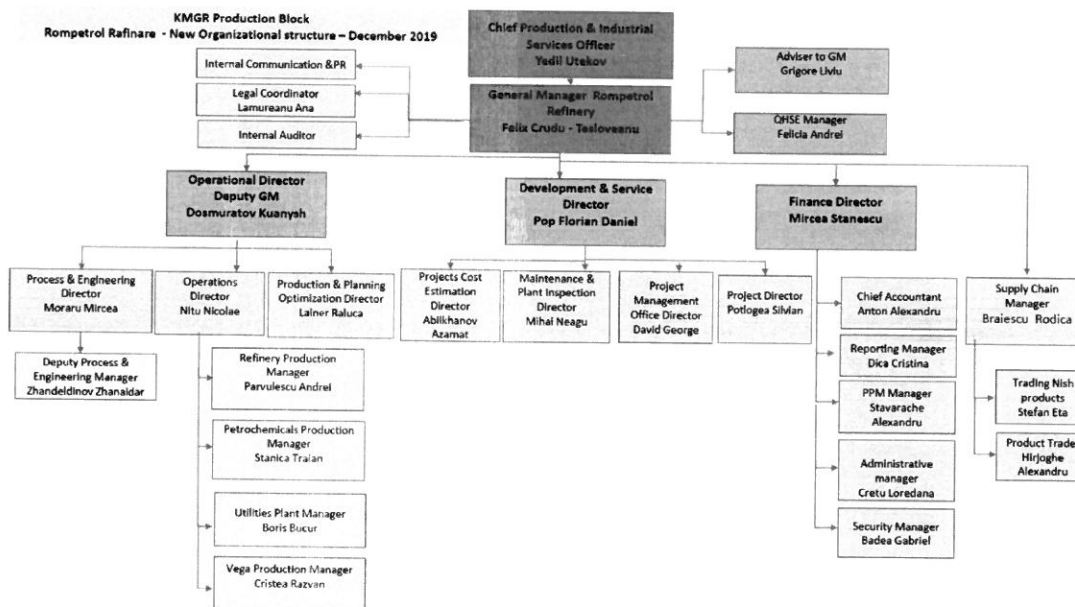 KMGR Production Block
Rompetrol Rafinare - New Organizational structure – December 2019
Chief Production & Industrial
Services Officer
Yedil Utekov
Internal Communication &PR
Legal Coordinator
Lamureanu Ana
Internal Auditor
General Manager Rompetrol
Refinery
Felix Crudu - Tesloveanu
Adviser to GM
Grigore Liviu
QHSE Manager
Felicia Andrei
Operational Director
Deputy GM
Dosmuratov Kuanysh
Development & Service
Director
Pop Florian Daniel
Finance Director
Mircea Stanescu
Process & Engineering
Director
Moraru Mircea
Operations
Director
Nitu Nicolae
Production & Planning
Optimization Director
Lainer Raluca
Projects Cost
Estimation
Director
Abilkhanov
Azamat
Maintenance &
Plant Inspection
Director
Mihai Neagu
Project
Management
Office Director
David George
Project Director
Potlogea Silvian
Chief Accountant
Anton Alexandru
Supply Chain
Manager
Braiescu Rodica
Deputy Process &
Engineering Manager
Zhandeldinov Zhanaidar
Refinery Production
Manager
Parvulescu Andrei
Reporting Manager
Dica Cristina
Trading Nish
products
Stefan Eta
PPM Manager
Stavarache
Alexandru
Petrochemicals Production
Manager
Stanica Traian
Product Trade
Hirjoghe
Alexandru
Administrative
manager
Cretu Loredana
Utilities Plant Manager
Boris Bucur
Security Manager
Badea Gabriel
Vega Production Manager
Cristea Razvan